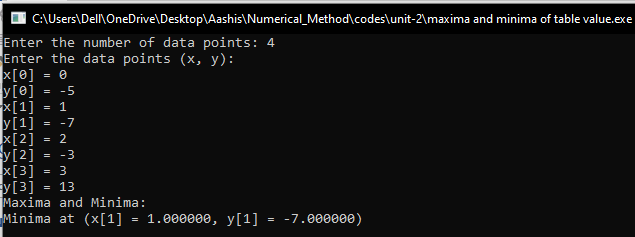 C:\Users\Dell\OneDrive\Desktop\Aashis\Numerical_Method\codes\unit-2\maxima and minima of table value.exe
Enter the number of data points: 4
Enter the data points (x, y):
x[0] = 0
y[0] = -5
x[1] = 1
y[1] = -7
x[2] = 2
y[2] = -3
x[3] = 3
y[3] = 13
Maxima and Minima:
Minima at (x[1] = 1.000000, y[1] = -7.000000)